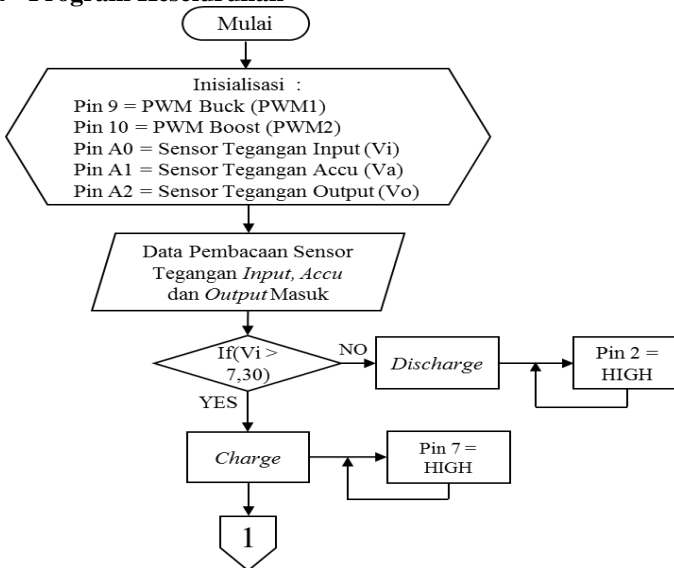 Mulai
Inisialisasi :
Pin 9 = PWM Buck (PWM1)
Pin 10 = PWM Boost (PWM2)
Pin A0 = Sensor Tegangan Input (Vi)
Pin A1 = Sensor Tegangan Accu (Va)
Pin A2 = Sensor Tegangan Output (Vo)
Data Pembacaan Sensor
Tegangan Input, Accu
dan Output Masuk
If(Vi >
7,30)
NO
Discharge
Pin 2 =
HIGH
YES
Charge
Pin 7 =
HIGH
1